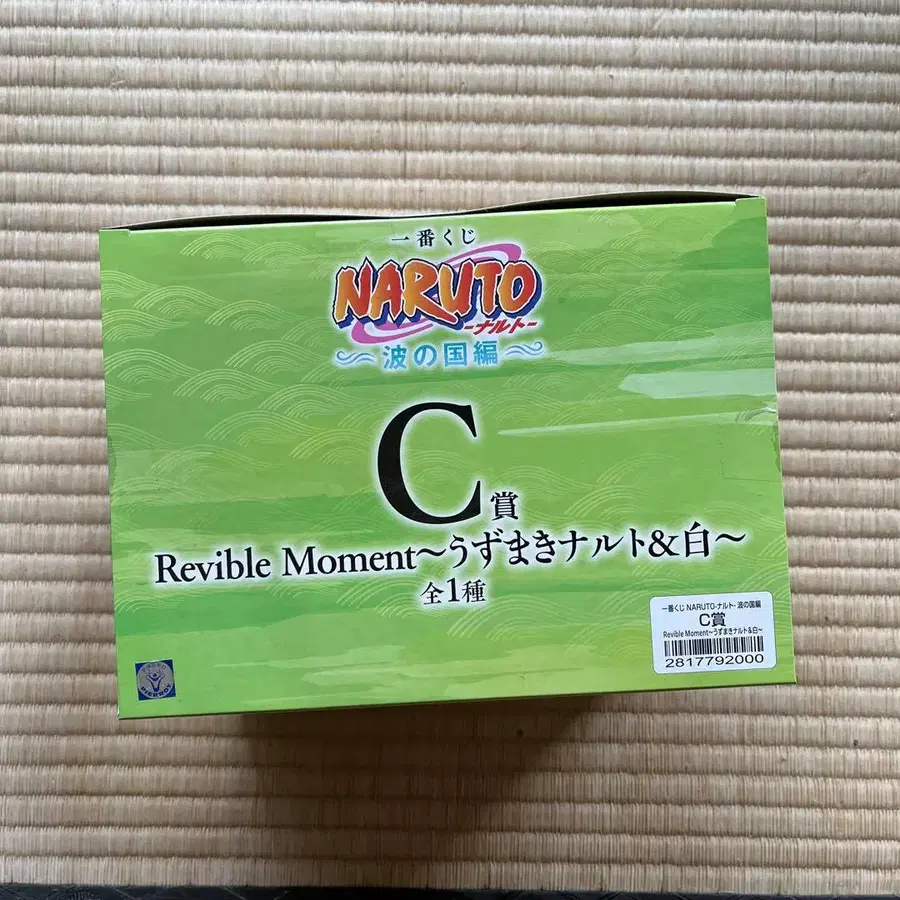 一番くじ
NARUTO
-ナルト-
~波の国編~
C賞
Revible Moment~うずまきナルト&白~
全1種
一番くじ NARUTO-ナルト- 波の国編
C賞
Revible Moment~うずまきナルト&白~
2817792000
PIERROT